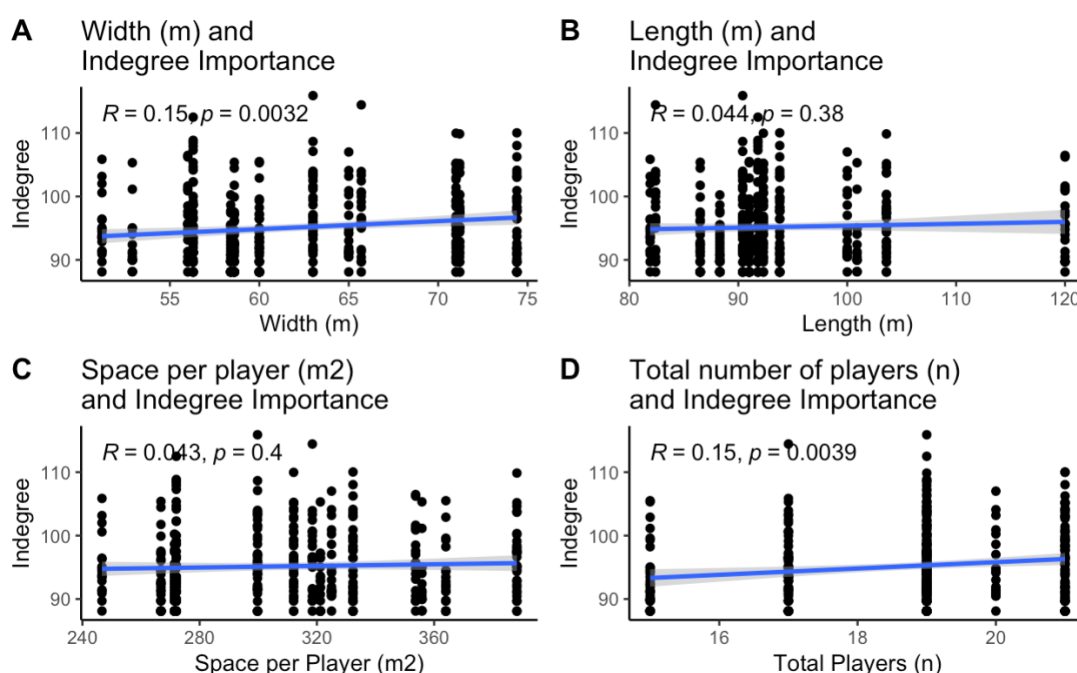 A
Width (m) and
Indegree Importance
R = 0.15, p = 0.0032
110
100
90
Indegree
55 60 65 70 75
Width (m)
B
Length (m) and
Indegree Importance
R = 0.044, p = 0.38
110
100
90
Indegree
80 90 100 110 120
Length (m)
C
Space per player (m2)
and Indegree Importance
R = 0.043, p = 0.4
110
100
90
Indegree
240 280 320 360
Space per Player (m2)
D
Total number of players (n)
and Indegree Importance
R = 0.15, p = 0.0039
110
100
90
Indegree
16 18 20
Total Players (n)